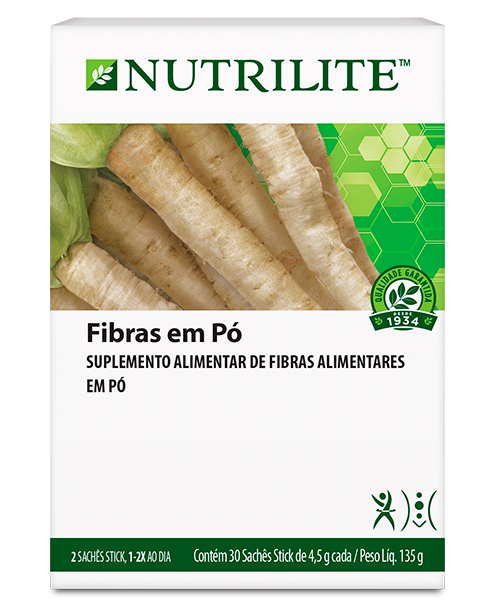 NUTRILITE™
QUALIDADE GARANTIDA
DESDE
1934
Fibras em Pó
SUPLEMENTO ALIMENTAR DE FIBRAS ALIMENTARES
EM PÓ
2 SACHÊS STICK, 1-2X AO DIA
Contém 30 Sachês Stick de 4,5 g cada / Peso Líq. 135 g